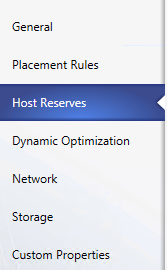 General
Placement Rules
Host Reserves
Dynamic Optimization
Network
Storage
Custom Properties